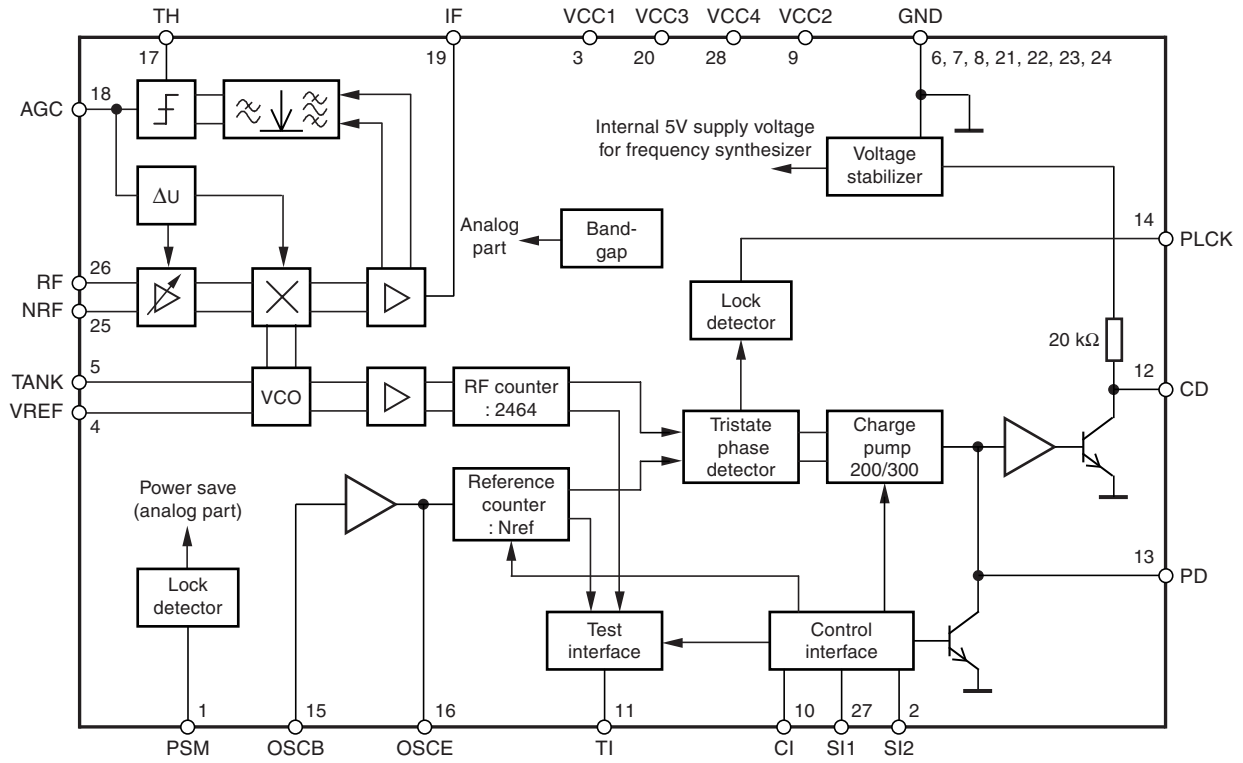 TH
IF
VCC1
VCC3
VCC4
VCC2
GND
17
19
3
20
28
9
6, 7, 8, 21, 22, 23, 24
AGC
18
Internal 5V supply voltage
for frequency synthesizer
Voltage
stabilizer
ΔU
Analog
part
Band-
gap
14
PLCK
RF
26
NRF
25
Lock
detector
20 kΩ
TANK
5
VREF
4
VCO
RF counter
: 2464
12
CD
Tristate
phase
detector
Charge
pump
200/300
Power save
(analog part)
Reference
counter
: Nref
Lock
detector
13
PD
Test
interface
Control
interface
1
15
16
11
10
27
2
PSM
OSCB
OSCE
TI
CI
SI1
SI2